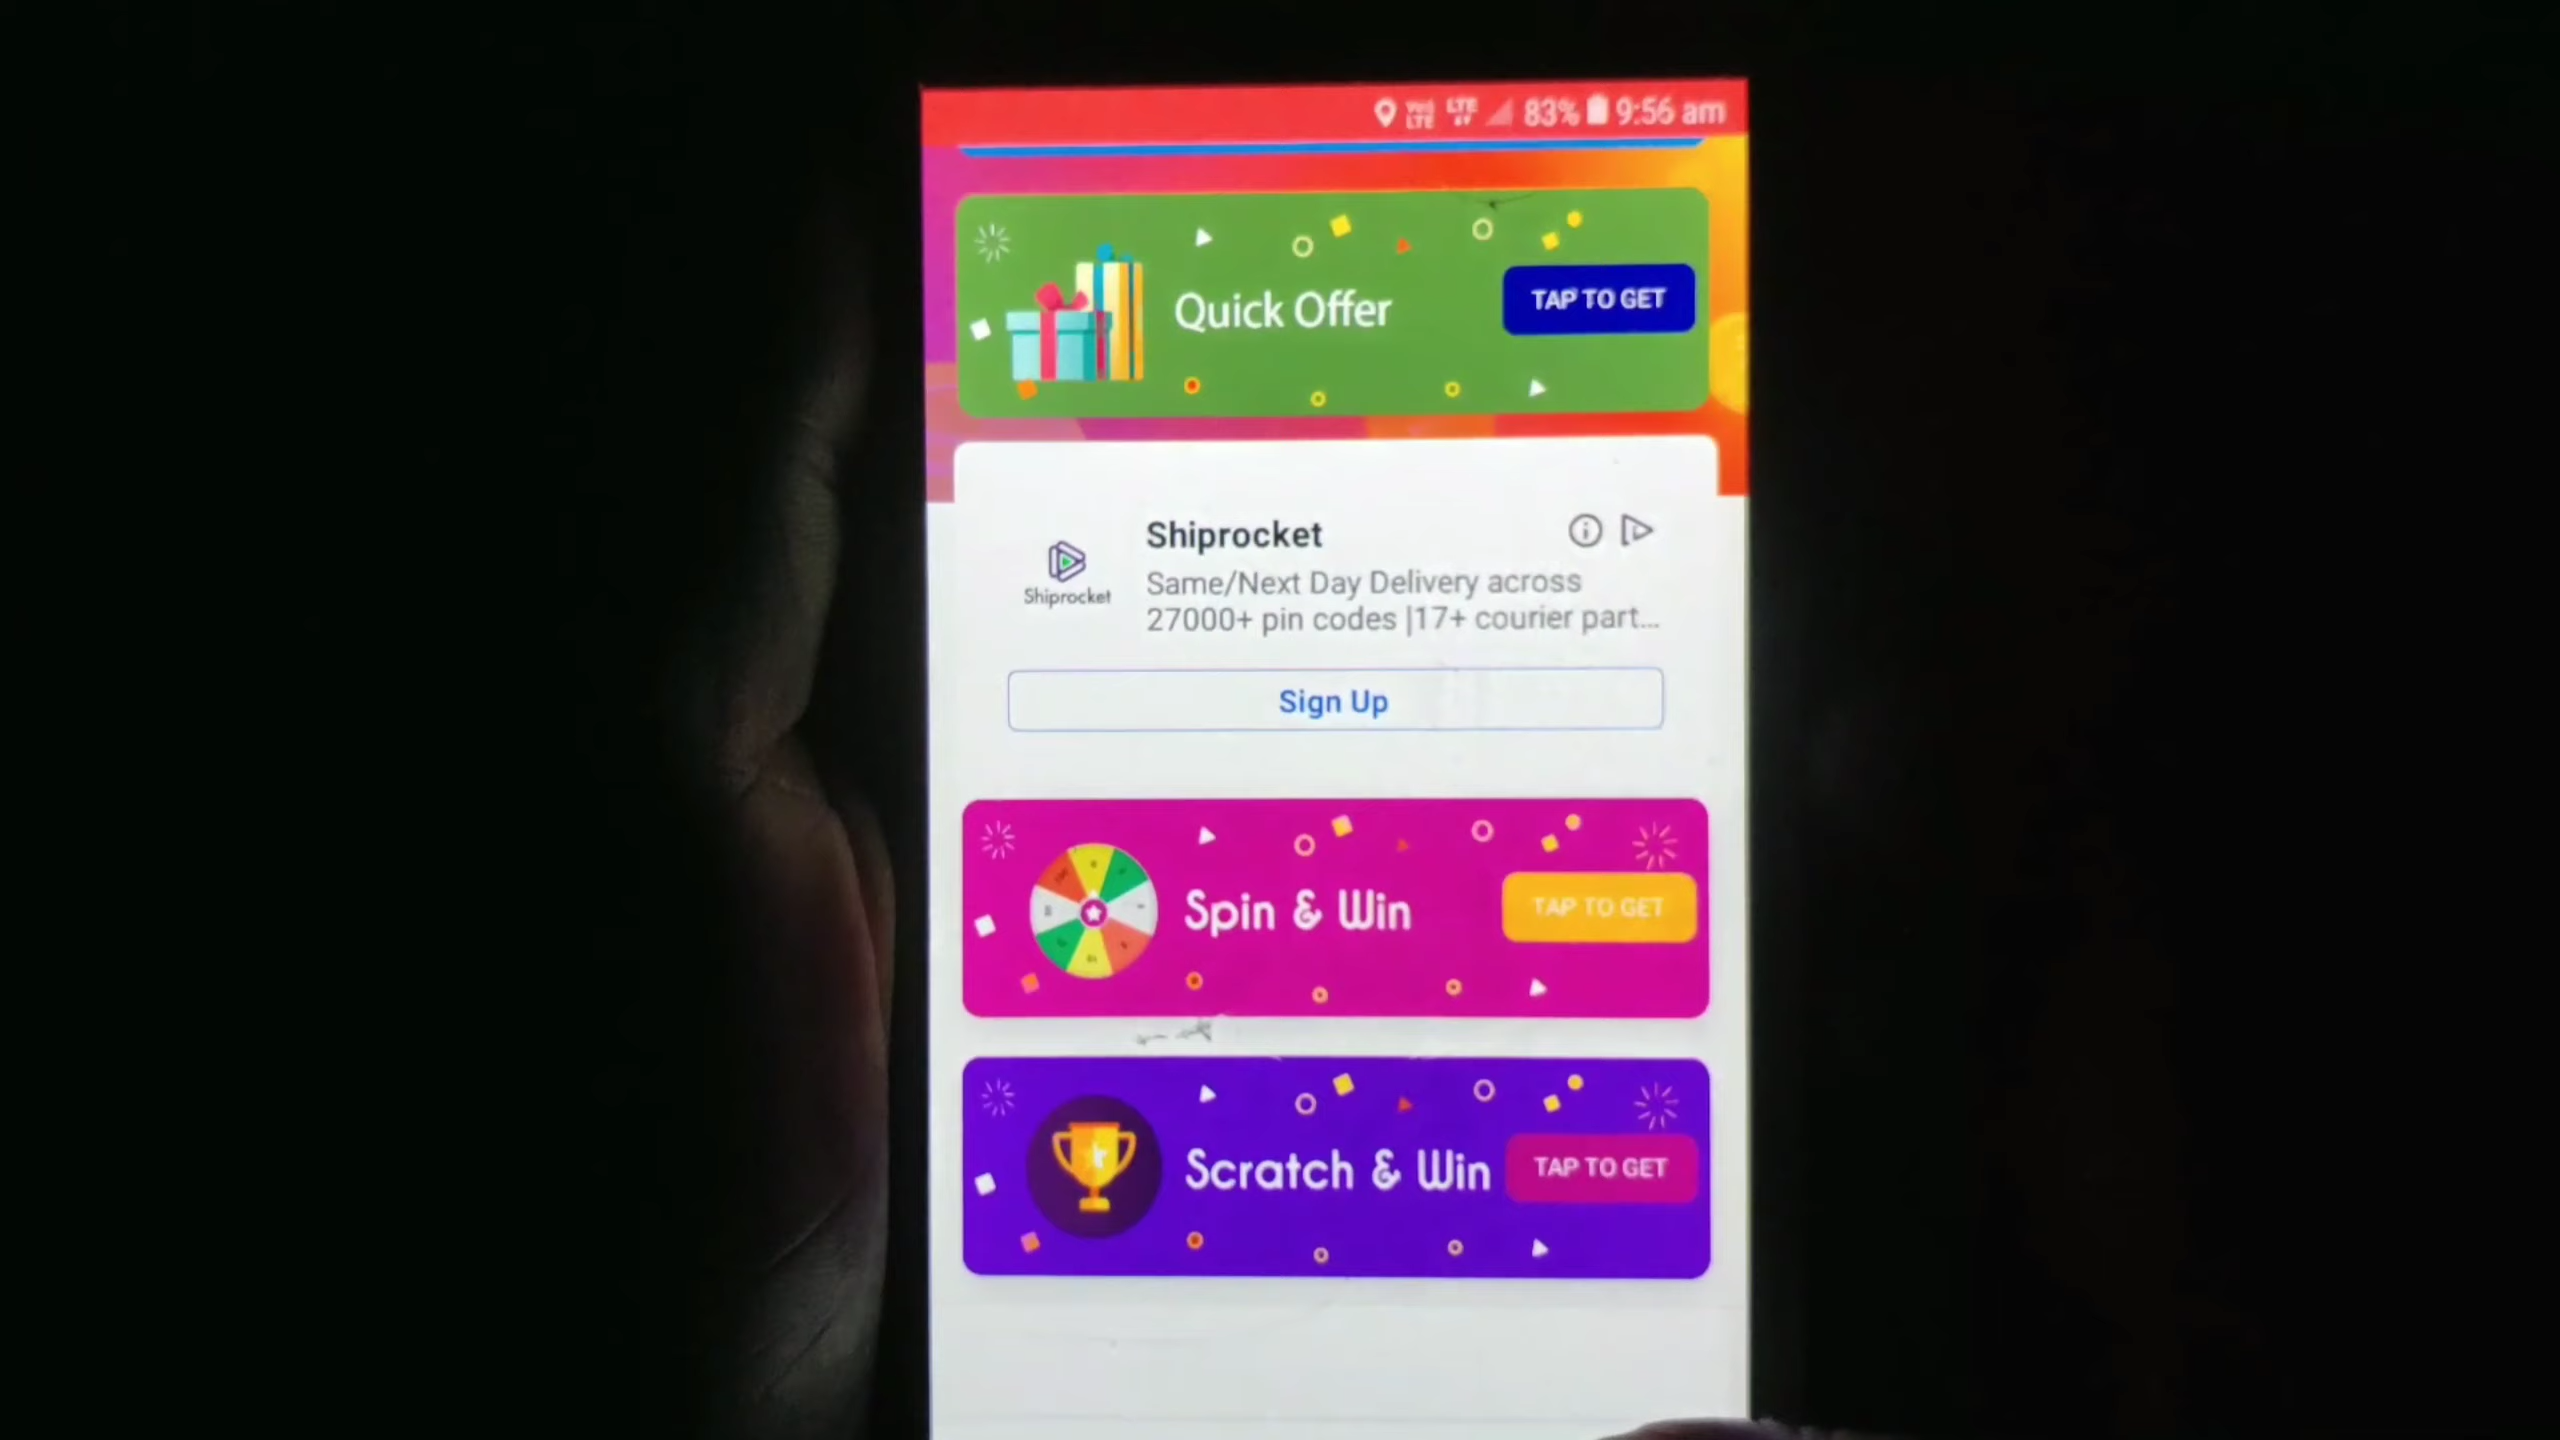 83% 9:56 am
Quick Offer
TAP TO GET
Shiprocket
Shiprocket
Same/Next Day Delivery across
27000+ pin codes |17+ courier part...
Sign Up
Spin & Win
TAP TO GET
Scratch & Win
TAP TO GET